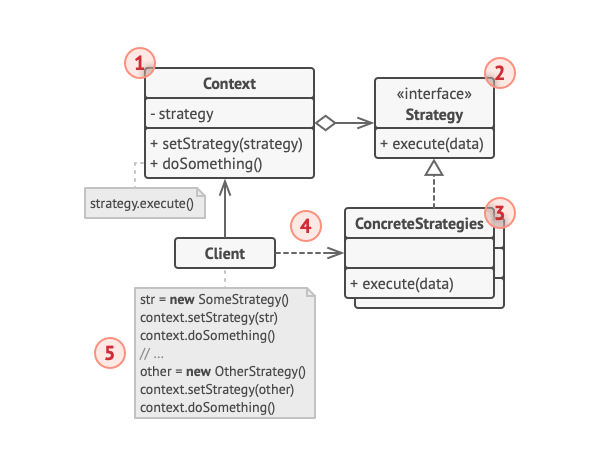 1
Context
- strategy
+ setStrategy(strategy)
+ doSomething()
strategy.execute()
2
«interface»
Strategy
+ execute(data)
3
ConcreteStrategies
+ execute(data)
4
Client
5
str = new SomeStrategy()
context.setStrategy(str)
context.doSomething()
// ...
other = new OtherStrategy()
context.setStrategy(other)
context.doSomething()